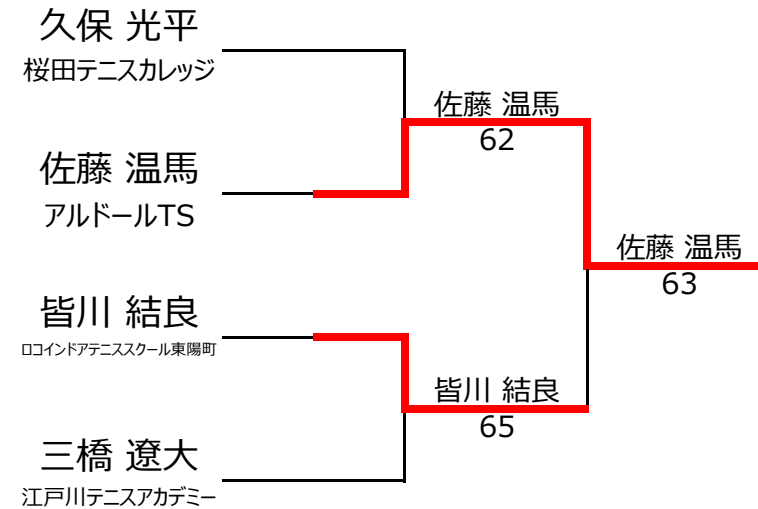 久保 光平
桜田テニスカレッジ
佐藤 温馬
62
佐藤 温馬
アルドールTS
佐藤 温馬
63
皆川 結良
ロコインドアテニススクール東陽町
皆川 結良
65
三橋 遼大
江戸川テニスアカデミー